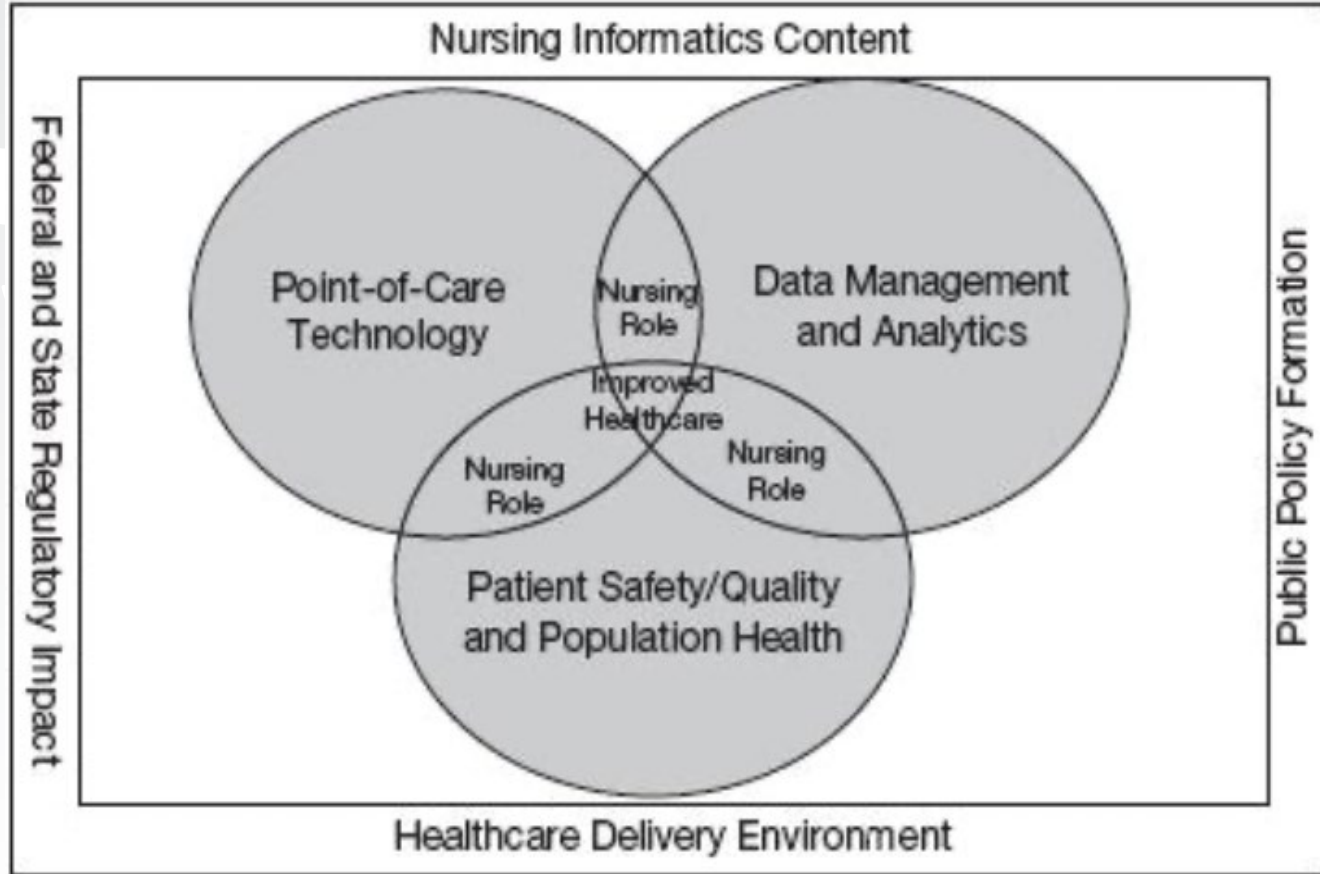 Nursing Informatics Content
Federal and State Regulatory Impact
Point-of-Care
Technology
Nursing
Role
Data Management
and Analytics
Improved
Healthcare
Nursing
Role
Nursing
Role
Patient Safety/Quality
and Population Health
Public Policy Formation
Healthcare Delivery Environment